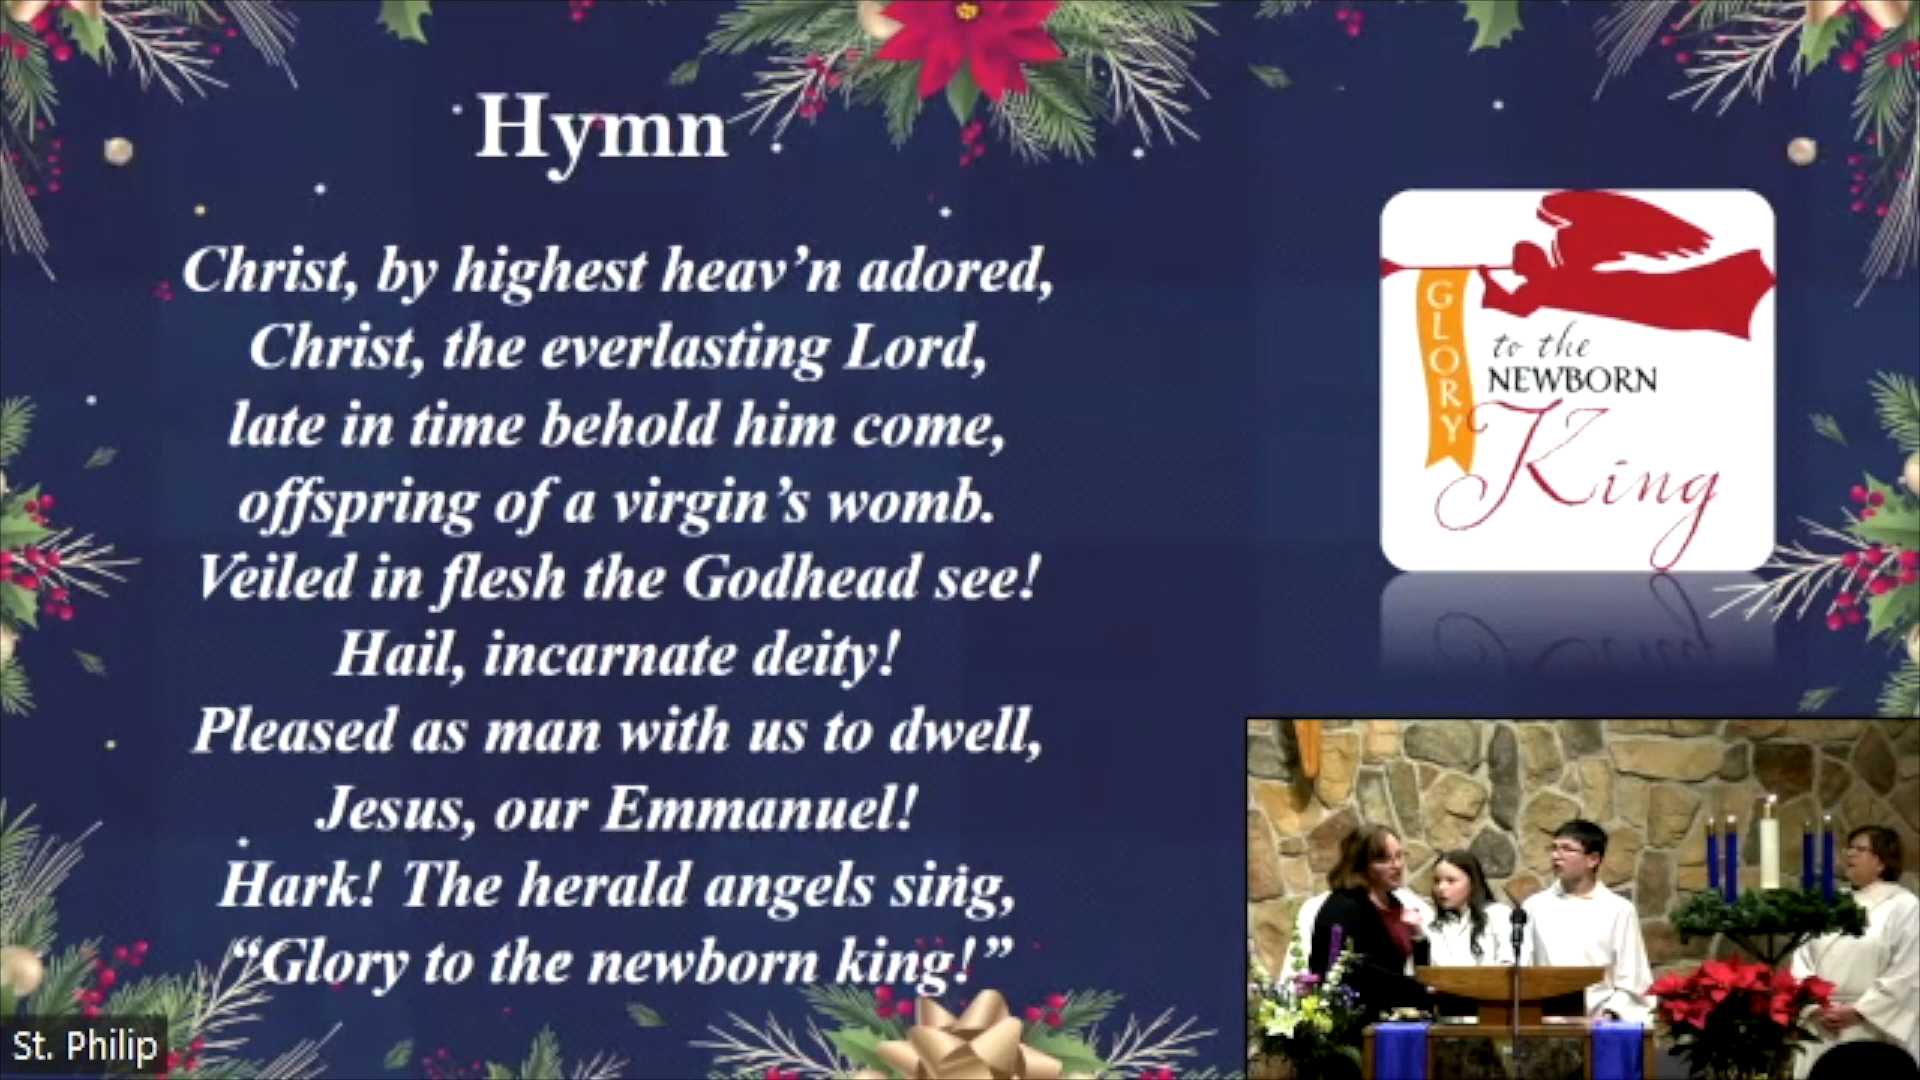 Hymn
Christ, by highest heav’n adored,
Christ, the everlasting Lord,
late in time behold him come,
offspring of a virgin’s womb.
Veiled in flesh the Godhead see!
Hail, incarnate deity!
Pleased as man with us to dwell,
Jesus, our Emmanuel!
Hark! The herald angels sing,
“Glory to the newborn king!”
GLORY
to the
NEWBORN
King
St. Philip